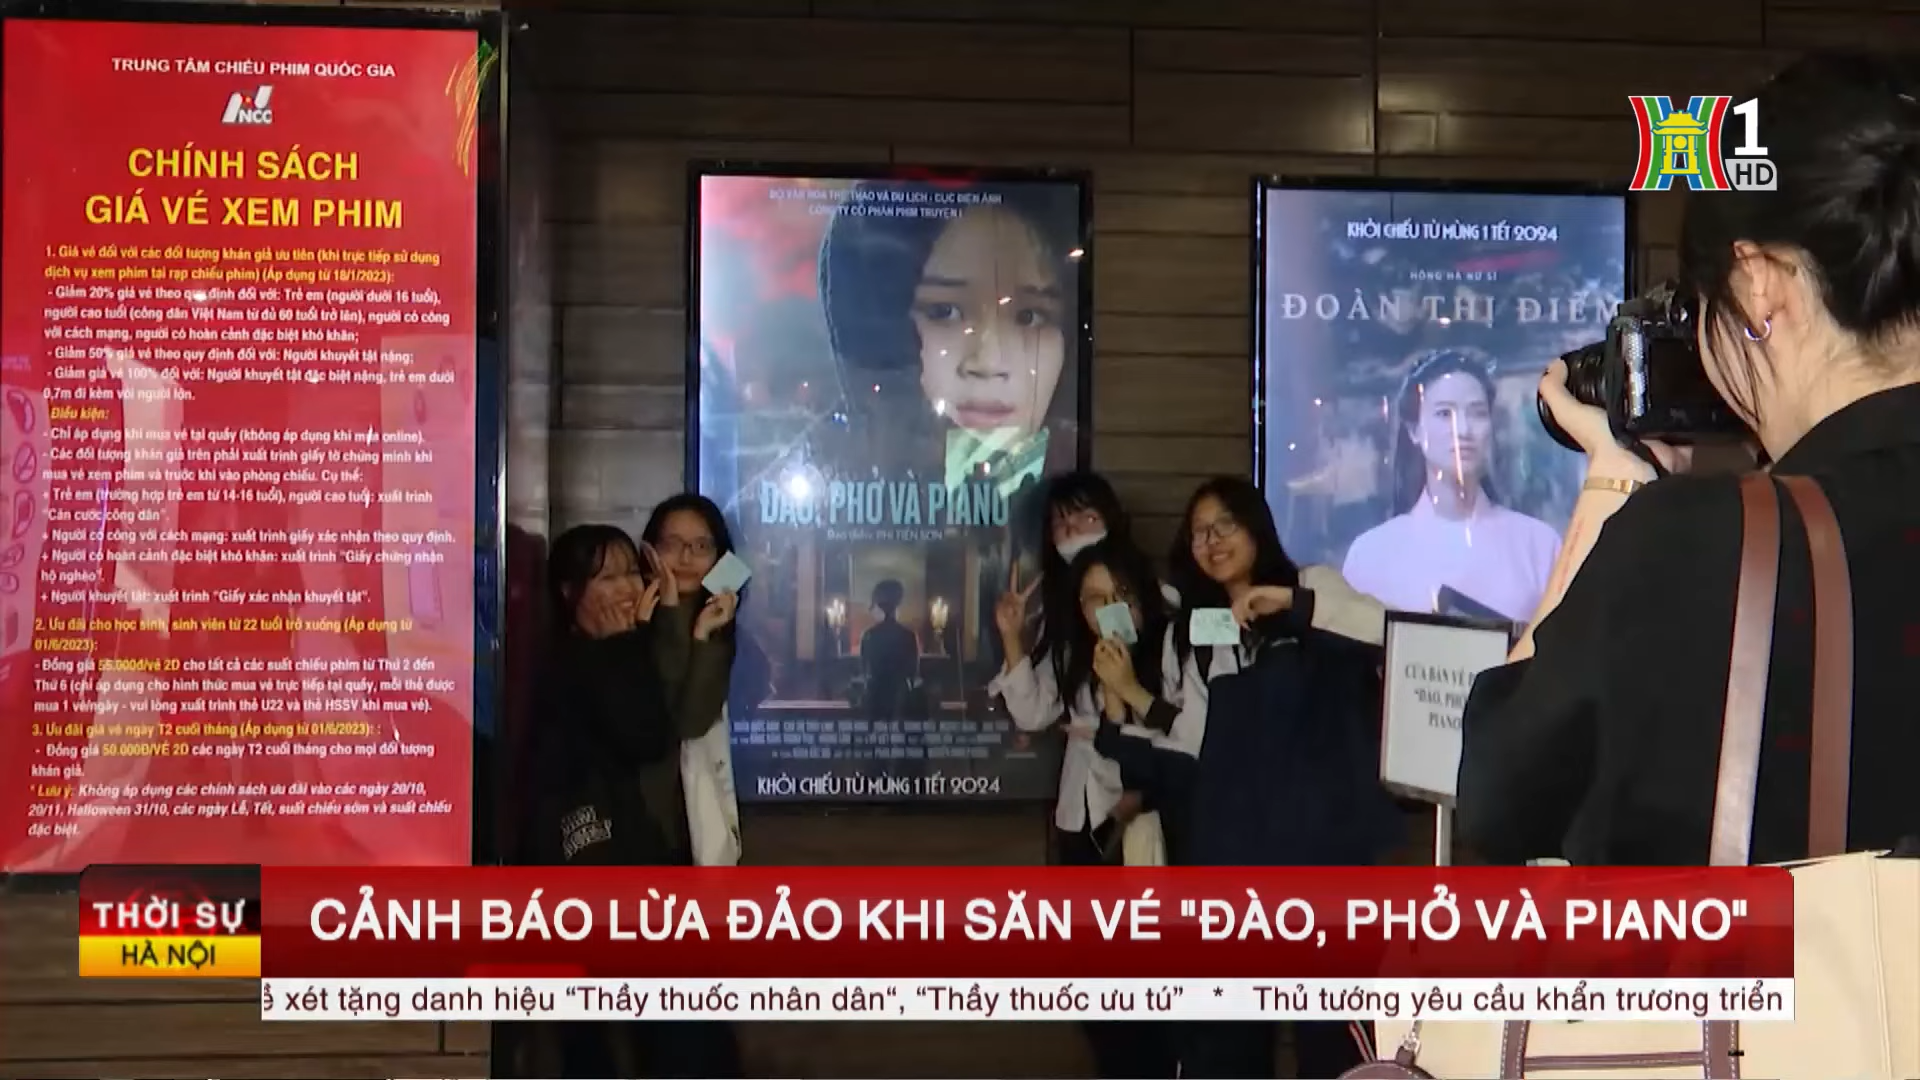 TRUNG TÂM CHIẾU PHIM QUỐC GIA
NCC
CHÍNH SÁCH
GIÁ VÉ XEM PHIM
1. Giá vé đối với các đối tượng khán giả ưu tiên (khi trực tiếp sử dụng
dịch vụ xem phim tại rạp chiếu phim) (Áp dụng từ 18/1/2023):
- Giảm 20% giá vé theo quy định đối với: Trẻ em (người dưới 16 tuổi),
người cao tuổi (công dân Việt Nam từ đủ 60 tuổi trở lên), người có công
với cách mạng, người có hoàn cảnh đặc biệt khó khăn;
- Giảm 50% giá vé theo quy định đối với: Người khuyết tật nặng;
- Giảm giá vé 100% đối với: Người khuyết tật đặc biệt nặng, trẻ em dưới
0,7m đi kèm với người lớn.
Điều kiện:
- Chỉ áp dụng khi mua vé tại quầy (không áp dụng khi mua online).
- Các đối tượng khán giả trên phải xuất trình giấy tờ chứng minh khi
mua vé xem phim và trước khi vào phòng chiếu. Cụ thể:
+ Trẻ em (trường hợp trẻ em từ 14-16 tuổi), người cao tuổi: xuất trình
"Căn cước công dân".
+ Người có công với cách mạng: xuất trình giấy xác nhận theo quy định.
+ Người có hoàn cảnh đặc biệt khó khăn: xuất trình "Giấy chứng nhận
hộ nghèo".
+ Người khuyết tật: xuất trình "Giấy xác nhận khuyết tật".
2. Ưu đãi cho học sinh, sinh viên từ 22 tuổi trở xuống (Áp dụng từ
01/6/2023):
- Đồng giá 55.000đ/vé 2D cho tất cả các suất chiếu phim từ Thứ 2 đến
Thứ 6 (chỉ áp dụng cho hình thức mua vé trực tiếp tại quầy, mỗi thẻ được
mua 1 vé/ngày - vui lòng xuất trình thẻ U22 và thẻ HSSV khi mua vé).
3. Ưu đãi giá vé ngày T2 cuối tháng (Áp dụng từ 01/6/2023): :
- Đồng giá 50.000Đ/VÉ 2D các ngày T2 cuối tháng cho mọi đối tượng
khán giả.
* Lưu ý: Không áp dụng các chính sách ưu đãi vào các ngày 20/10,
20/11, Halloween 31/10, các ngày Lễ, Tết, suất chiếu sớm và suất chiếu
đặc biệt.
BỘ VĂN HÓA THỂ THAO VÀ DU LỊCH - CỤC ĐIỆN ẢNH
CÔNG TY CỔ PHẦN PHIM TRUYỆN I
ĐÀO, PHỞ VÀ PIANO
Đạo diễn: PHI TIẾN SƠN
KHỞI CHIẾU TỪ MÙNG 1 TẾT 2024
KHỞI CHIẾU TỪ MÙNG 1 TẾT 2024
HỒNG HÀ NỮ SĨ
ĐOÀN THỊ ĐIỂM
CỬA BÁN VÉ
"ĐÀO, PHỞ
PIANO
1
HD
THỜI SỰ
HÀ NỘI
CẢNH BÁO LỪA ĐẢO KHI SĂN VÉ "ĐÀO, PHỞ VÀ PIANO"
xét tặng danh hiệu “Thầy thuốc nhân dân“, “Thầy thuốc ưu tú” * Thủ tướng yêu cầu khẩn trương triển